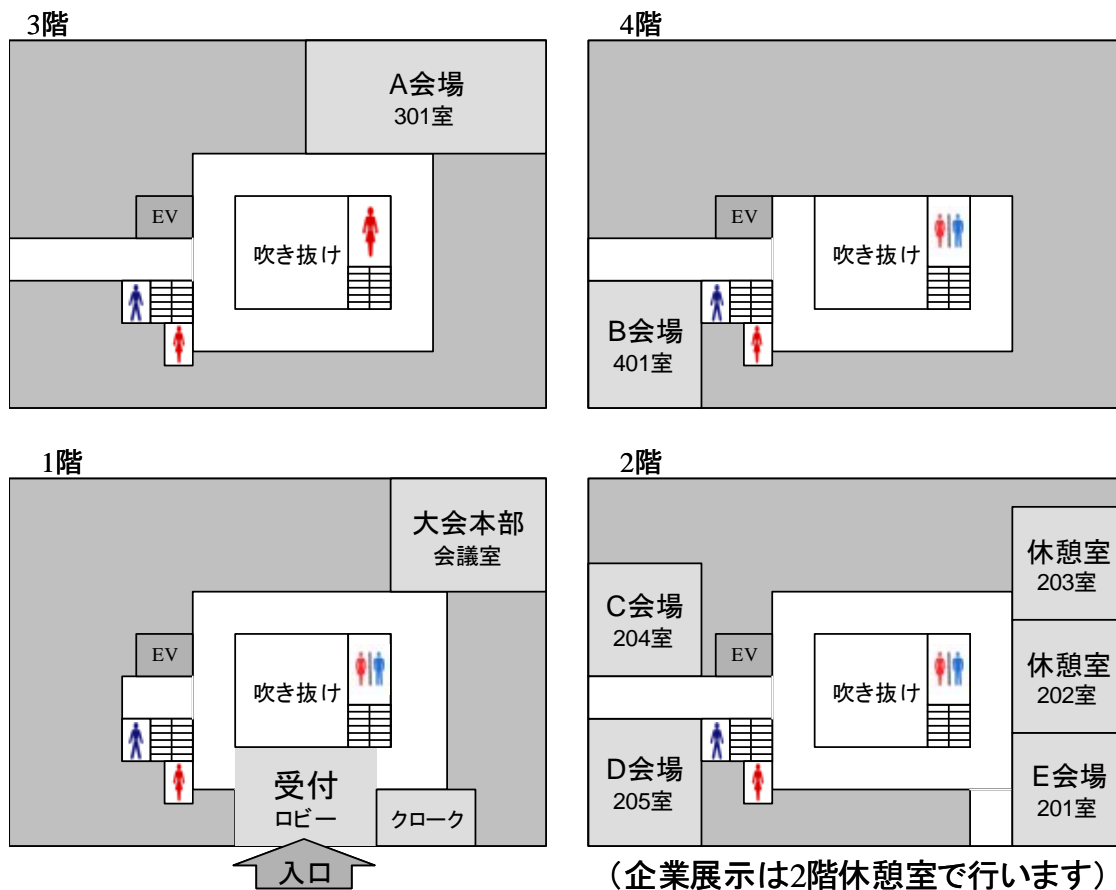 3階
A会場
301室
EV
吹き抜け
4階
EV
吹き抜け
B会場
401室
1階
大会本部
会議室
EV
吹き抜け
受付
ロビー
クローク
入口
2階
休憩室
203室
C会場
204室
EV
吹き抜け
休憩室
202室
D会場
205室
E会場
201室
（企業展示は2階休憩室で行います）